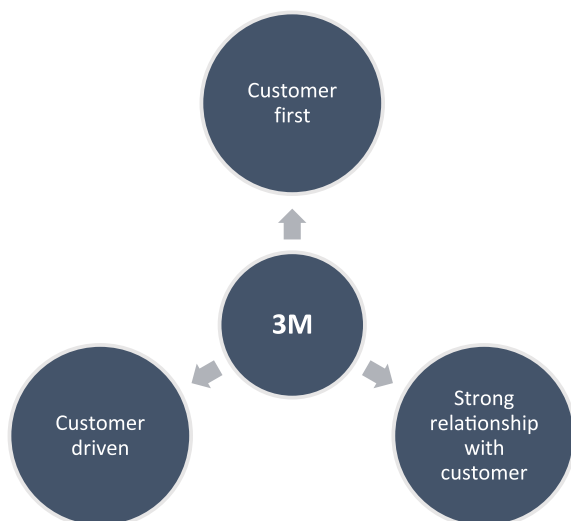 Customer
first
3M
Customer
driven
Strong
relationship
with
customer